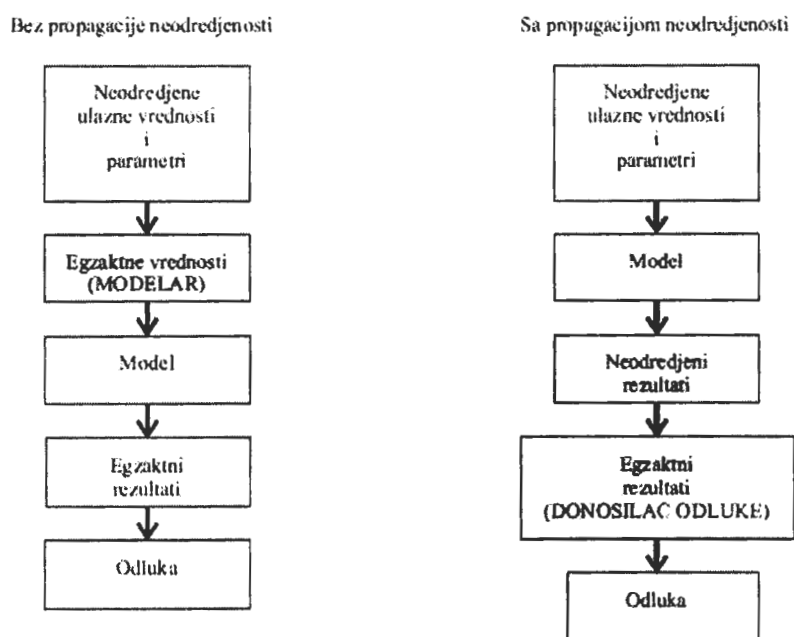 Bez propagacije neodredjenosti
Neodredjene
ulazne vrednosti
i
parametri
Egzaktne vrednosti
(MODELAR)
Model
Egzaktni
rezultati
Odluka
Sa propagacijom neodredjenosti
Neodredjene
ulazne vrednosti
i
parametri
Model
Neodredjeni
rezultati
Egzaktni
rezultati
(DONOSILAC ODLUKE)
Odluka